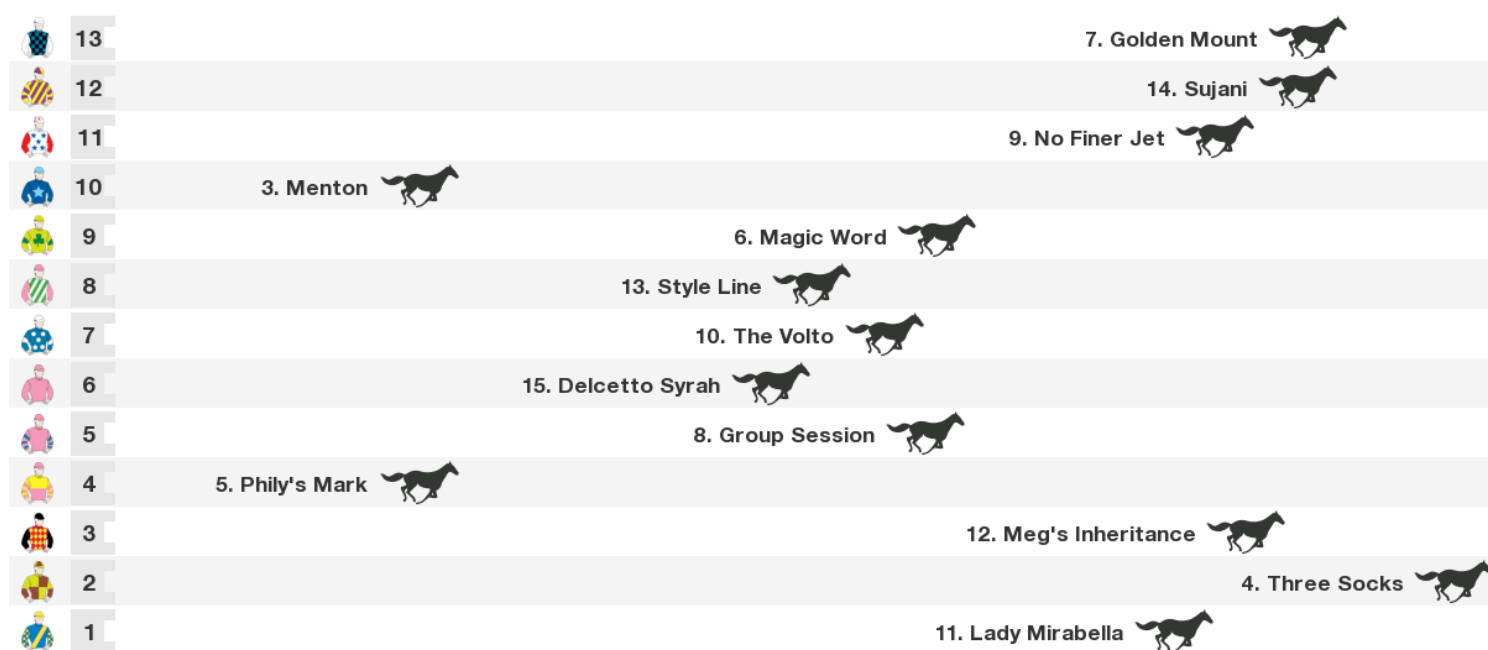 13 7. Golden Mount
12 14. Sujani
11 9. No Finer Jet
10 3. Menton
9 6. Magic Word
8 13. Style Line
7 10. The Volto
6 15. Delcetto Syrah
5 8. Group Session
4 5. Phily's Mark
3 12. Meg's Inheritance
2 4. Three Socks
1 11. Lady Mirabella